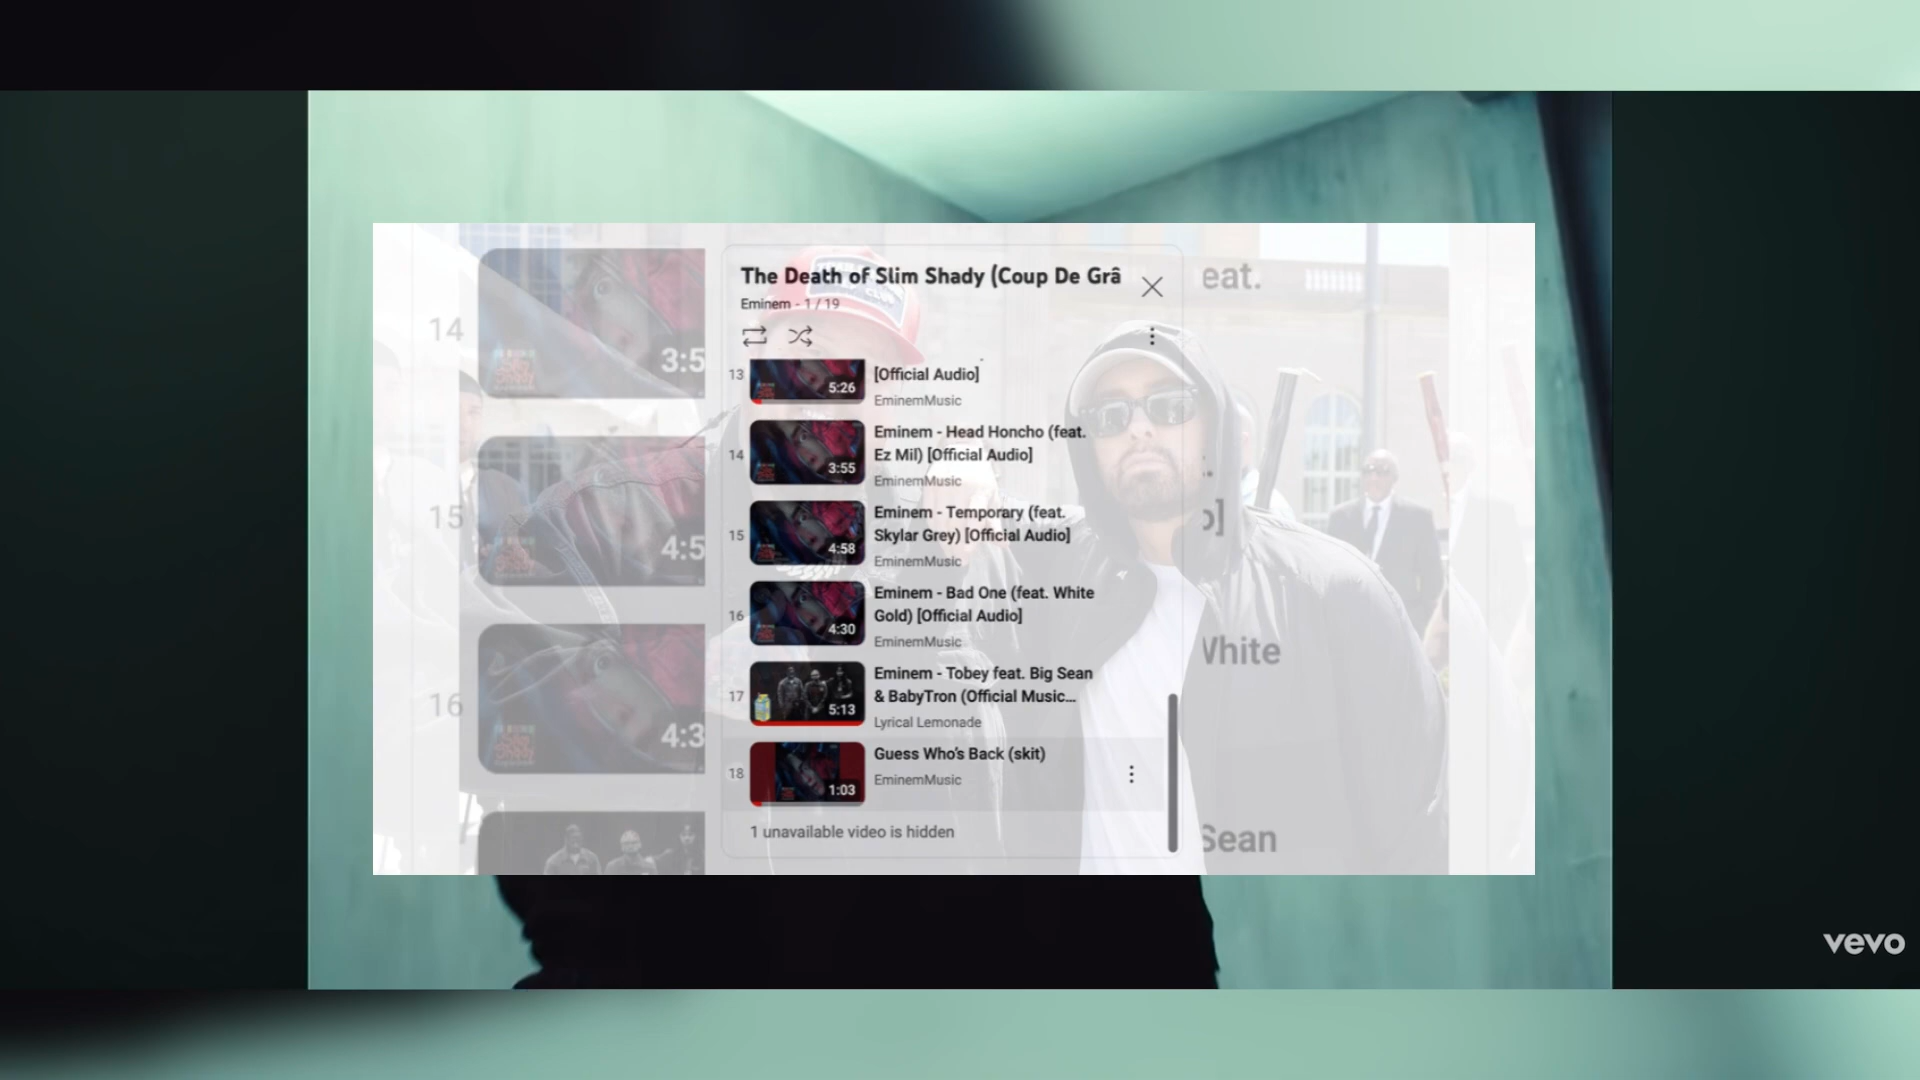 The Death of Slim Shady (Coup De Grâ
Eminem - 1 / 19
13
5:26
[Official Audio]
EminemMusic
14
3:55
Eminem - Head Honcho (feat.
Ez Mil) [Official Audio]
EminemMusic
15
4:58
Eminem - Temporary (feat.
Skylar Grey) [Official Audio]
EminemMusic
16
4:30
Eminem - Bad One (feat. White
Gold) [Official Audio]
EminemMusic
17
5:13
Eminem - Tobey feat. Big Sean
& BabyTron (Official Music...
Lyrical Lemonade
18
1:03
Guess Who's Back (skit)
EminemMusic
1 unavailable video is hidden
14
3:5
eat.
15
4:5
o]
16
4:3
White
Sean
vevo